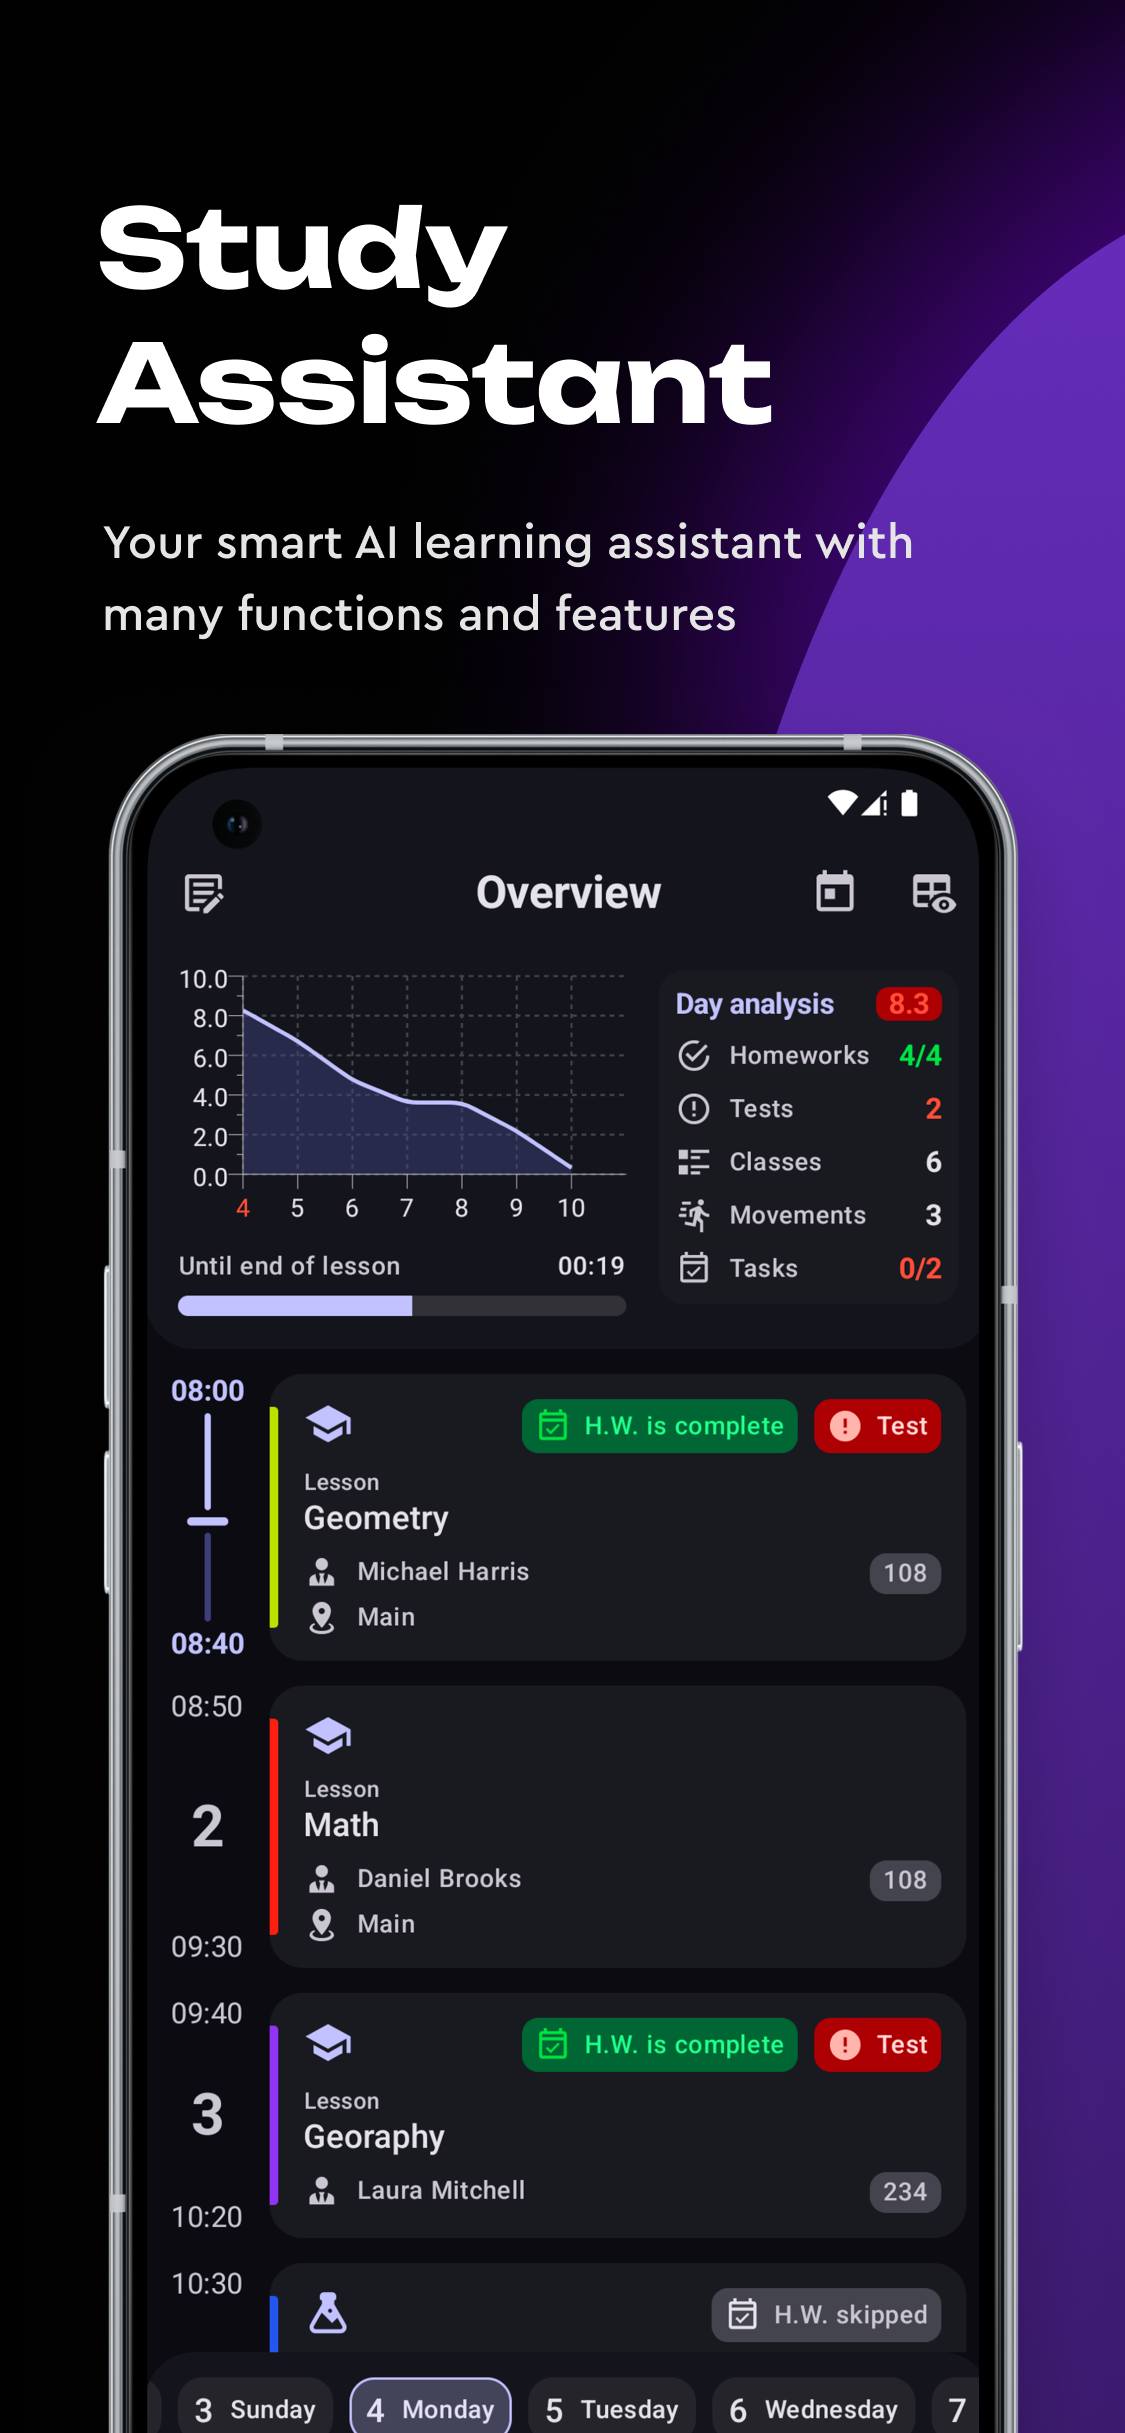 Study
Assistant
Your smart AI learning assistant with
many functions and features
Overview
10.0
8.0
6.0
4.0
2.0
0.0
4 5 6 7 8 9 10
Until end of lesson 00:19
Day analysis 8.3
Homeworks 4/4
Tests 2
Classes 6
Movements 3
Tasks 0/2
08:00
08:40
H.W. is complete Test
Lesson
Geometry
Michael Harris
108
Main
08:50
2
09:30
Lesson
Math
Daniel Brooks
108
Main
09:40
3
10:20
H.W. is complete Test
Lesson
Georaphy
Laura Mitchell
234
10:30
H.W. skipped
3 Sunday 4 Monday 5 Tuesday 6 Wednesday 7